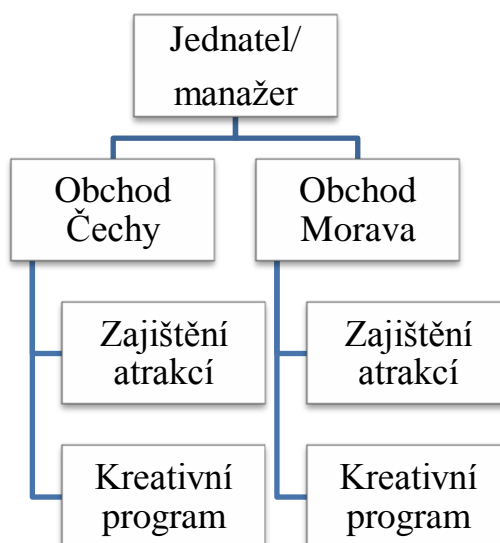 Jednatel/
manažer
Obchod
Čechy
Obchod
Morava
Zajištění
atrakcí
Zajištění
atrakcí
Kreativní
program
Kreativní
program